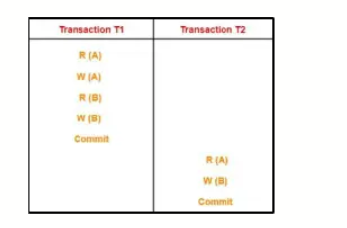 Transaction T1 Transaction T2
R (A)
W (A)
R (B)
W (B)
Commit
R (A)
W (B)
Commit